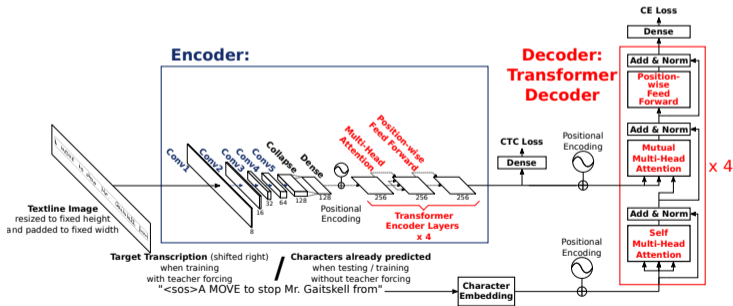 CE Loss
Dense
Encoder:
Decoder:
Transformer
Decoder
Add & Norm
Position-
wise
Feed
Forward
Add & Norm
Mutual
Multi-Head
Attention
x 4
Add & Norm
Self
Multi-Head
Attention
Conv1
Conv2
Conv3
Conv4
Conv5
Collapse
Dense
Multi-Head
Attention
Position-wise
Feed Forward
8
16
32
64
128
128
256
256
256
Positional
Encoding
Transformer
Encoder Layers
x 4
CTC Loss
Dense
Positional
Encoding
Positional
Encoding
Textline Image
resized to fixed height
and padded to fixed width
Target Transcription (shifted right)
when training
with teacher forcing
/
Characters already predicted
when testing / training
without teacher forcing
"<sos>A MOVE to stop Mr. Gaitskell from"
Character
Embedding